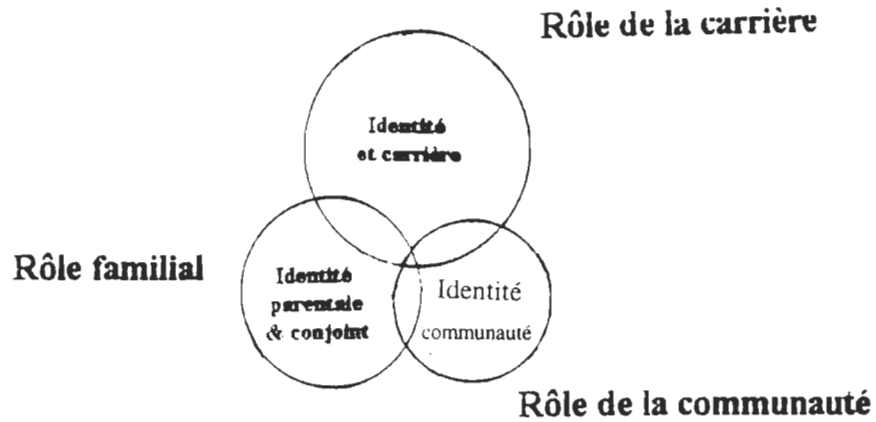 Rôle de la carrière
Identité
et carrière
Rôle familial
Identité
parentale
& conjoint
Identité
communauté
Rôle de la communauté